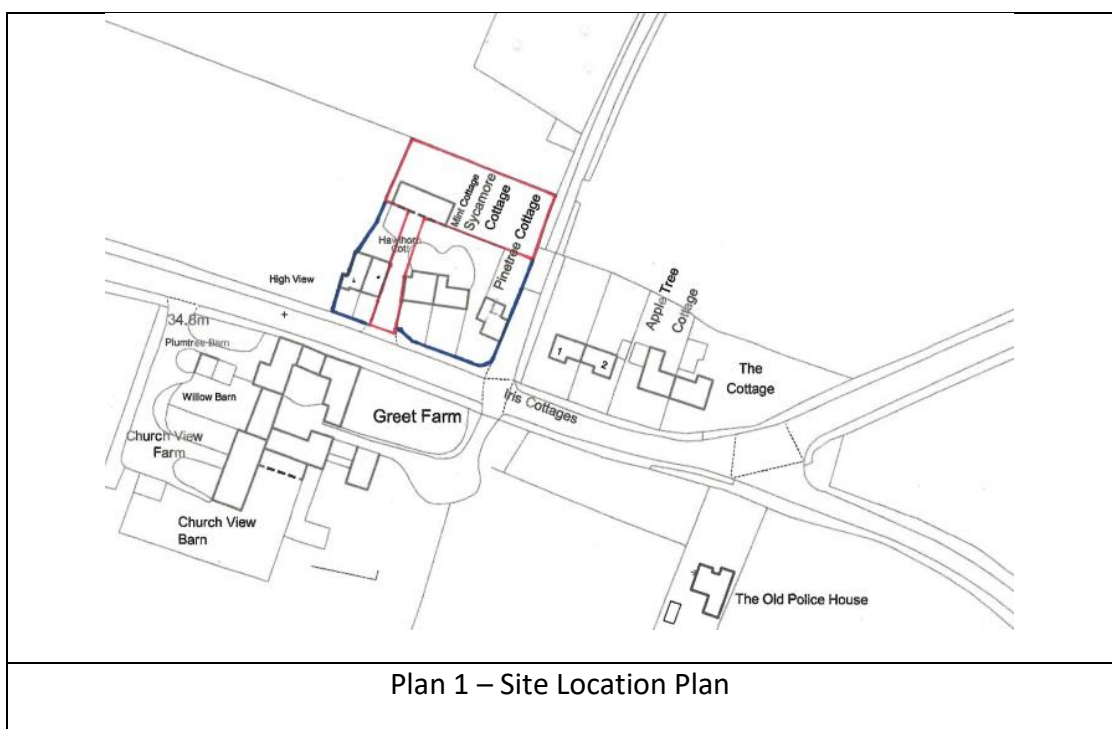 Mint Cottage
Sycamore
Cottage
Pinetree Cottage
Hawthorn
Cott
High View
34.8m
Plumtree Barn
Willow Barn
Greet Farm
Church View
Farm
Church View
Barn
Iris Cottages
1
2
Apple Tree
Cottage
The
Cottage
The Old Police House
Plan 1 – Site Location Plan